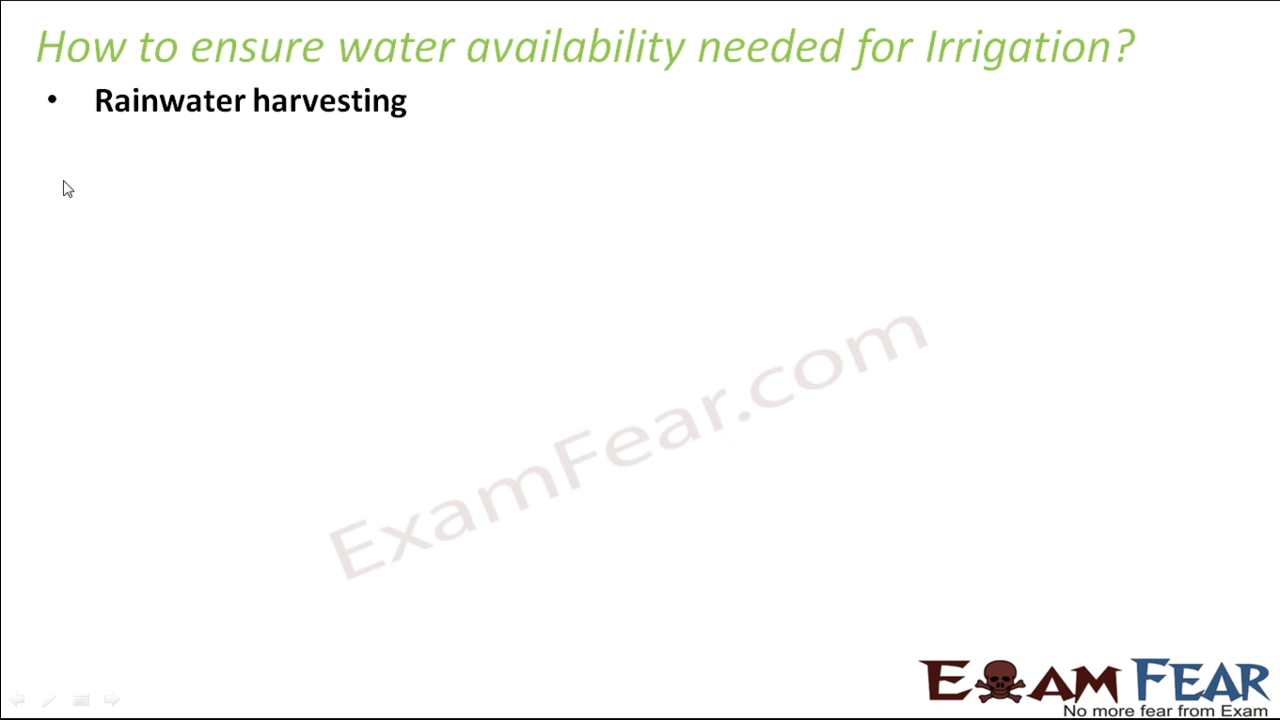 How to ensure water availability needed for Irrigation?
• Rainwater harvesting
ExamFear.com
EXAM FEAR
No more fear from Exam